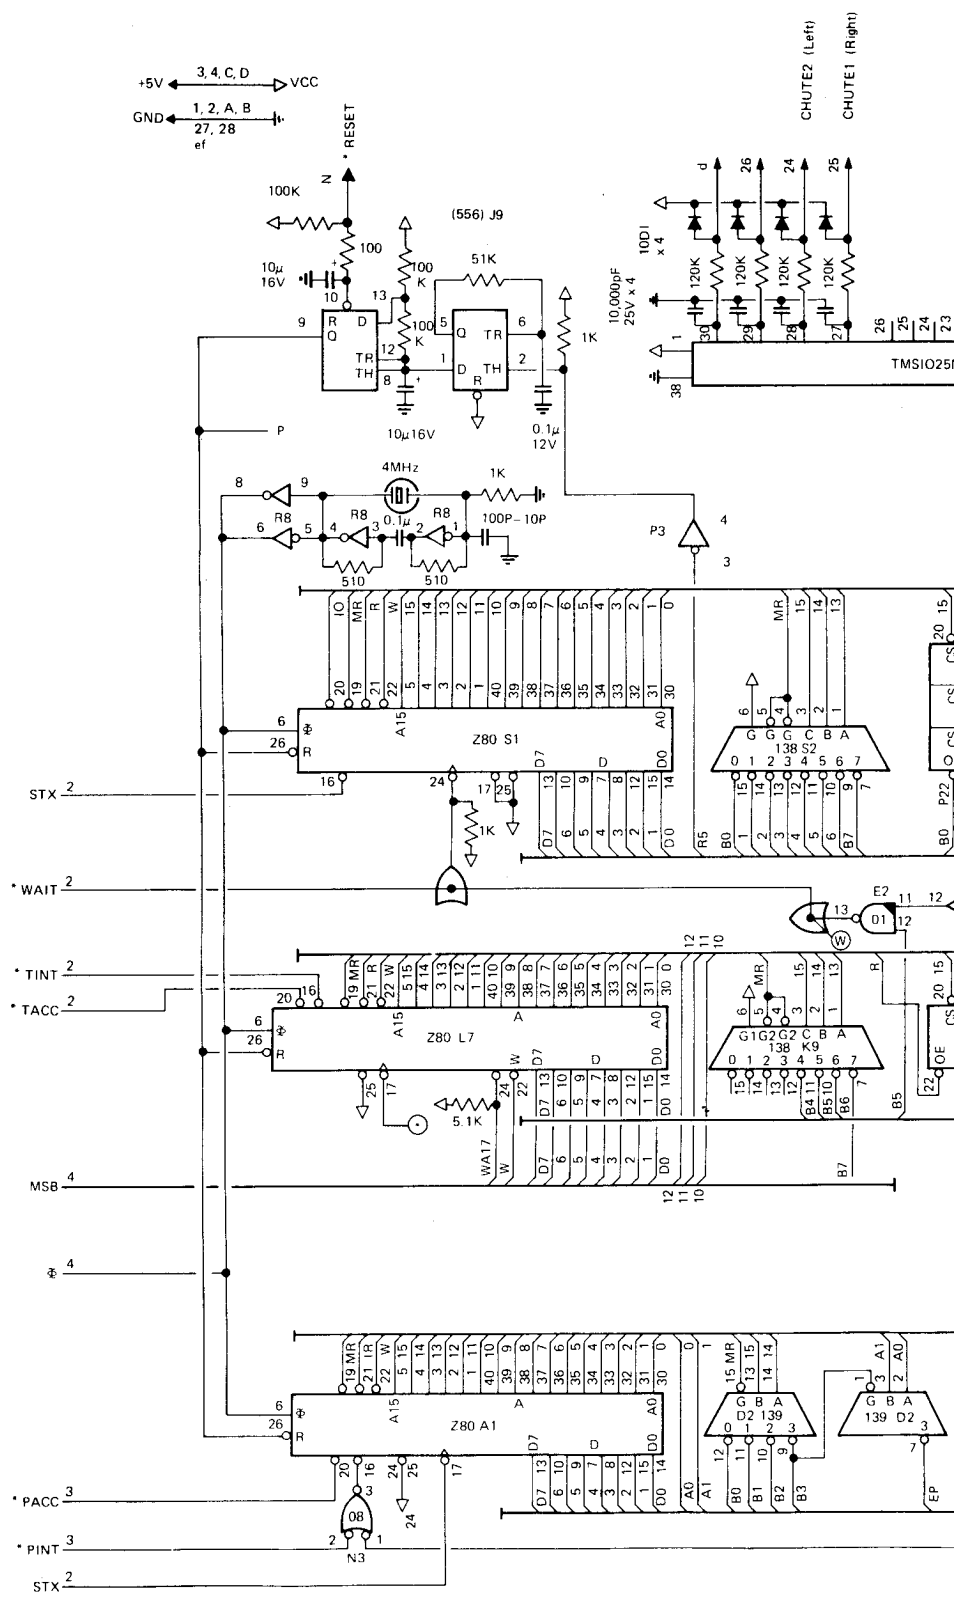 +5V 3, 4, C, D VCC
GND 1, 2, A, B
27, 28
ef
N * RESET
CHUTE2 (Left)
CHUTE1 (Right)
d 26 24 25
100K
100
(556) J9
51K
10μ
16V
10
9
R D
Q
TR
TH
13
12
8
100
K
100
K
5 Q TR 6
1 D TH 2
R
1K
10μ16V
0.1μ
12V
10DI
x 4
10,000pF
25V x 4
120K 120K 120K 120K
30 29 28 27
26 25 24 23
1
38
TMSIO25N
P
4MHz
1K
8 9
R8
6 5 4 R8 3 0.1μ 2 R8 1 100P-10P
510 510
P3 4
3
IO MR R W 15 14 13 12 11 10 9 8 7 6 5 4 3 2 1 0
20 19 21 22 5 4 3 2 1 40 39 38 37 36 35 34 33 32 31 30
A15 A0
6 Φ
26 R
Z80 S1
D7 D D0
16 24 17 25 13 10 9 7 8 12 15 14
D7 6 5 4 3 2 1 D0
1K
R5
MR 15 14 13
6 5 4 3 2 1
G G G C B A
138 S2
0 1 2 3 4 5 6 7
15 14 13 12 11 10 9 7
B0 1 2 3 4 5 6 B7
15
20
CS
CS
CS
O
P22
B0
STX 2
* WAIT 2
E2
13 01 11 12
12
W
* TINT 2
* TACC 2
20 16 19 MR 21 R 22 W
5 15 4 14 3 13 2 12 1 11 40 10 39 9 38 8 37 7 36 6 35 5 34 4 33 3 32 2 31 1 30 0
12 11 10
A15 A A0
6 Φ
26 R
Z80 L7
W D7 D D0
25 17 24 22 13 10 9 7 8 12 15 14
5.1K
D7 6 5 4 3 2 1 D0
WA17 W
D7 6 5 4 3 2 1 D0
12 11 10
MR 15 14 13 R 15
6 5 4 3 2 1
G1 G2 G2 C B A
138 K9
0 1 2 3 4 5 6 7
15 14 13 12 11 10 7
B4 B5 B6 B5
B7
20
CS
OE
22
MSB 4
Φ 4
19 MR 21 IR 22 W
5 15 4 14 3 13 2 12 1 11 40 10 39 9 38 8 37 7 36 6 35 5 34 4 33 3 32 2 31 1 30 0
0 1
A15 A A0
6 Φ
26 R
Z80 A1
D7 D D0
20 16 24 25 17 13 10 9 7 8 12 15 14
D7 6 5 4 3 2 1 D0
A0 A1
15 MR 13 15 14 14
G B A
D2 139
0 1 2 3
12 11 10 9
B0 B1 B2 B3
A1 A0
1 3 2
G B A
139 D2
3
7
EP
* PACC 3
3
08
24
2 1
N3
* PINT 3
STX 2